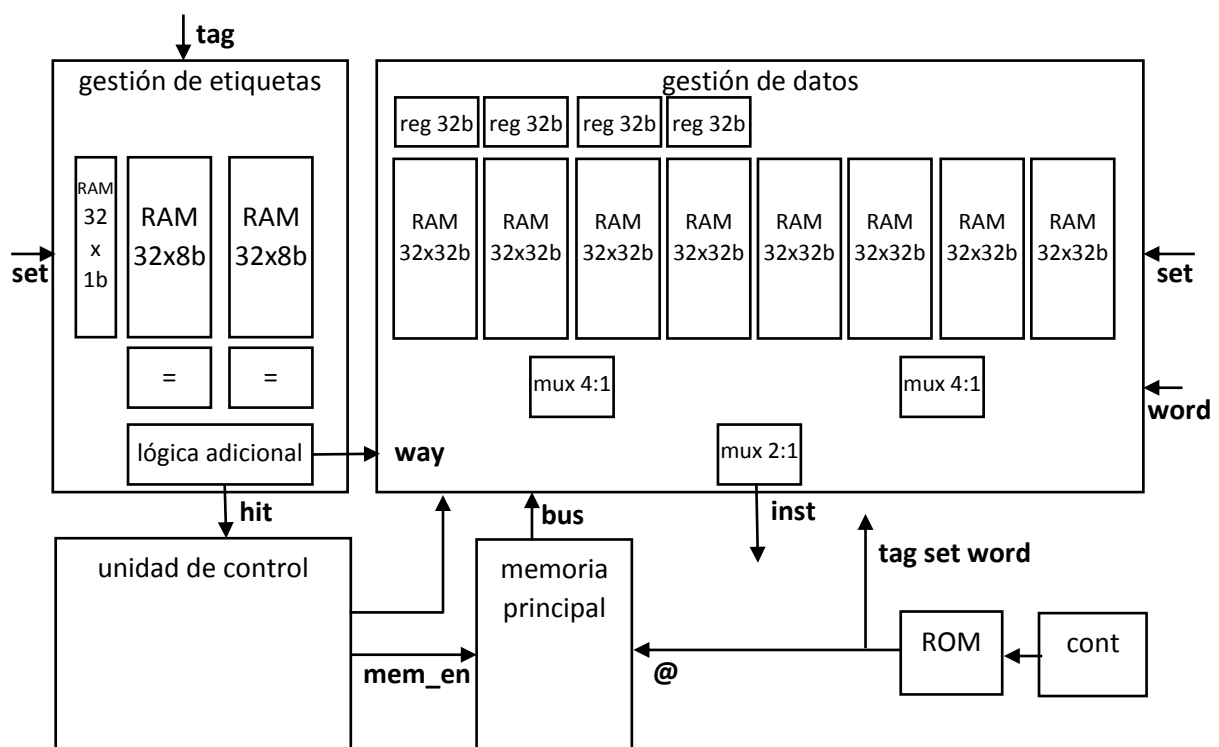 tag
gestión de etiquetas
gestión de datos
reg 32b reg 32b reg 32b reg 32b
RAM
32
x
1b
RAM
32x8b
RAM
32x8b
RAM
32x32b
RAM
32x32b
RAM
32x32b
RAM
32x32b
RAM
32x32b
RAM
32x32b
RAM
32x32b
RAM
32x32b
set
set
= =
mux 4:1 mux 4:1
word
lógica adicional
way
mux 2:1
hit
bus
inst
unidad de control
memoria
principal
tag set word
ROM
cont
mem_en
@